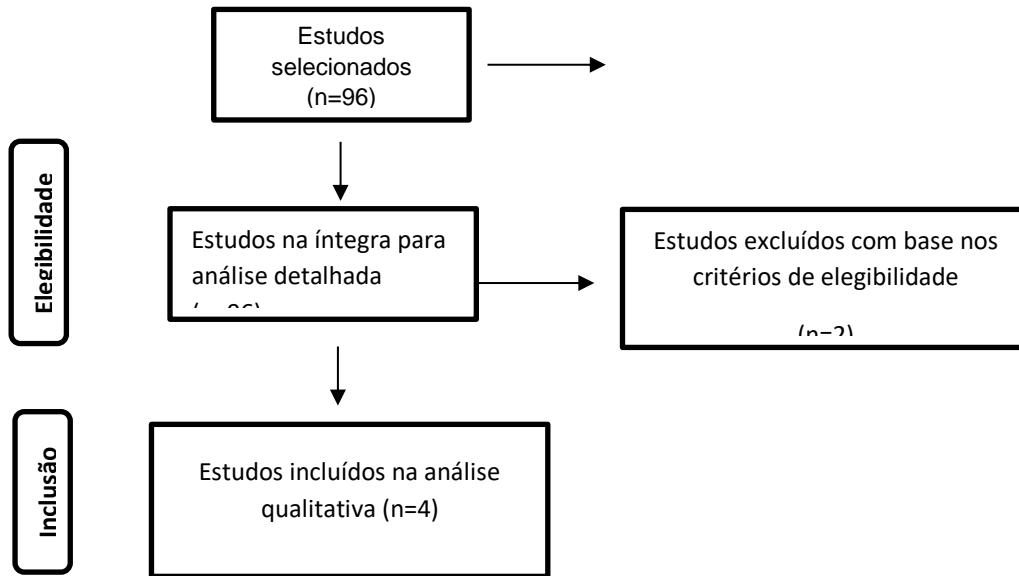 Estudos
selecionados
(n=96)
Elegibilidade
Estudos na íntegra para
análise detalhada
Estudos excluídos com base nos
critérios de elegibilidade
(n=2)
Inclusão
Estudos incluídos na análise
qualitativa (n=4)